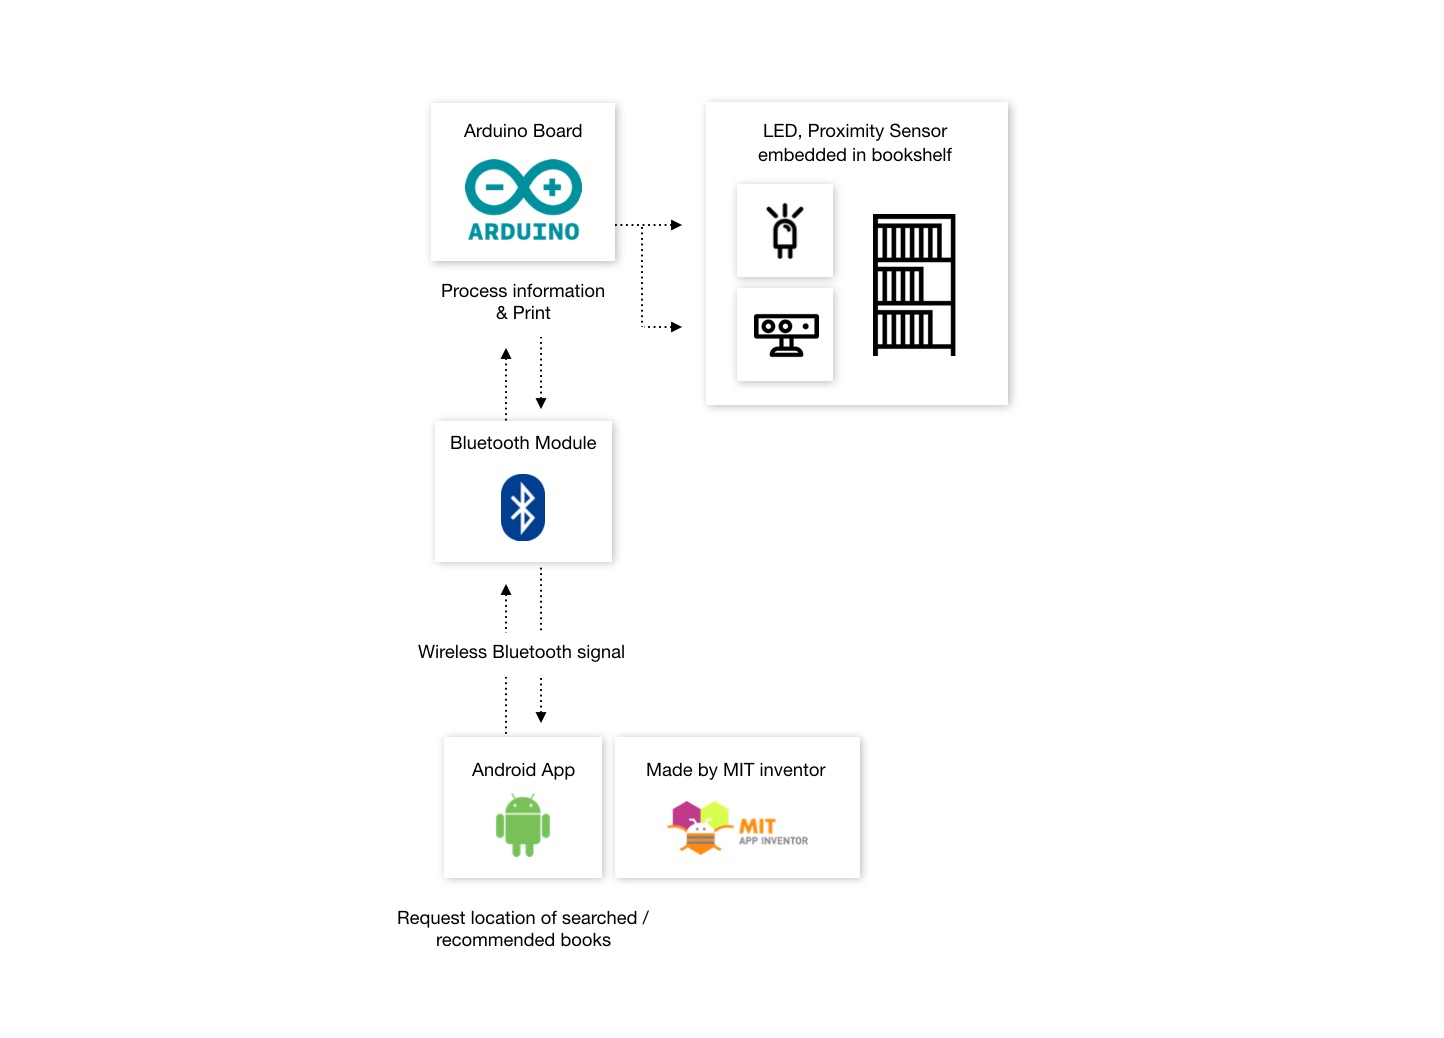 Arduino Board
ARDUINO
LED, Proximity Sensor
embedded in bookshelf
Process information
& Print
Bluetooth Module
Wireless Bluetooth signal
Android App
Made by MIT inventor
MIT
APP INVENTOR
Request location of searched /
recommended books